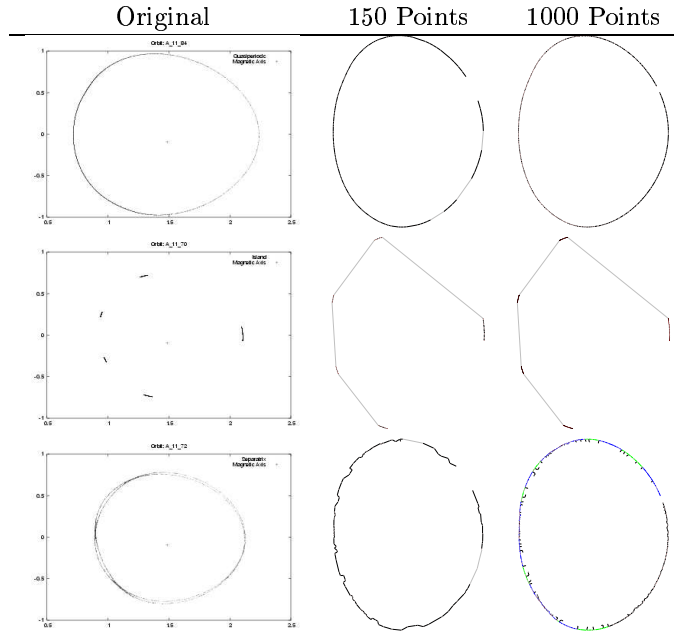 Original 150 Points 1000 Points
Orbit: A_11_84
Quasiperiodic
Magnetic Axis
1
0.5
0
-0.5
-1
0.5 1 1.5 2 2.5
Orbit: A_11_70
Island
Magnetic Axis
1
0.5
0
-0.5
-1
0.5 1 1.5 2 2.5
Orbit: A_11_72
Separatrix
Magnetic Axis
1
0.5
0
-0.5
-1
0.5 1 1.5 2 2.5